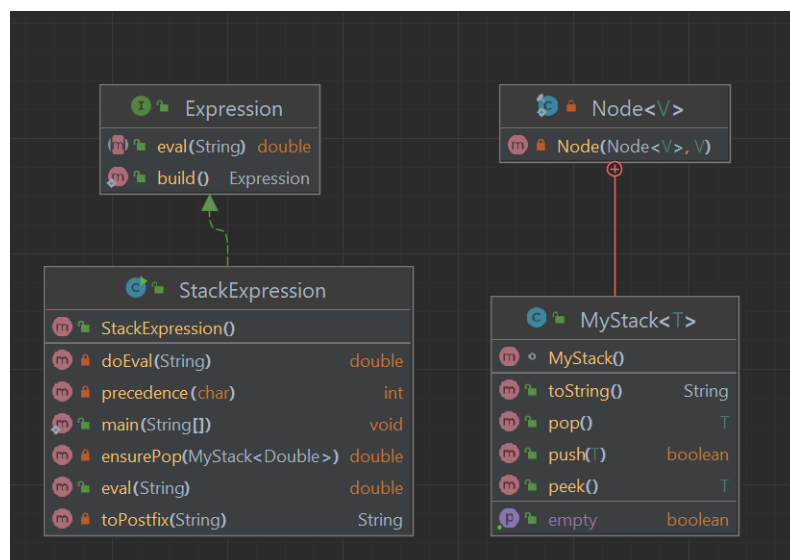 Expression
eval(String) double
build() Expression
StackExpression
StackExpression()
doEval(String) double
precedence(char) int
main(String[]) void
ensurePop(MyStack<Double>) double
eval(String) double
toPostfix(String) String
Node<V>
Node(Node<V>, V)
MyStack<T>
MyStack()
toString() String
pop() T
push(T) boolean
peek() T
empty boolean